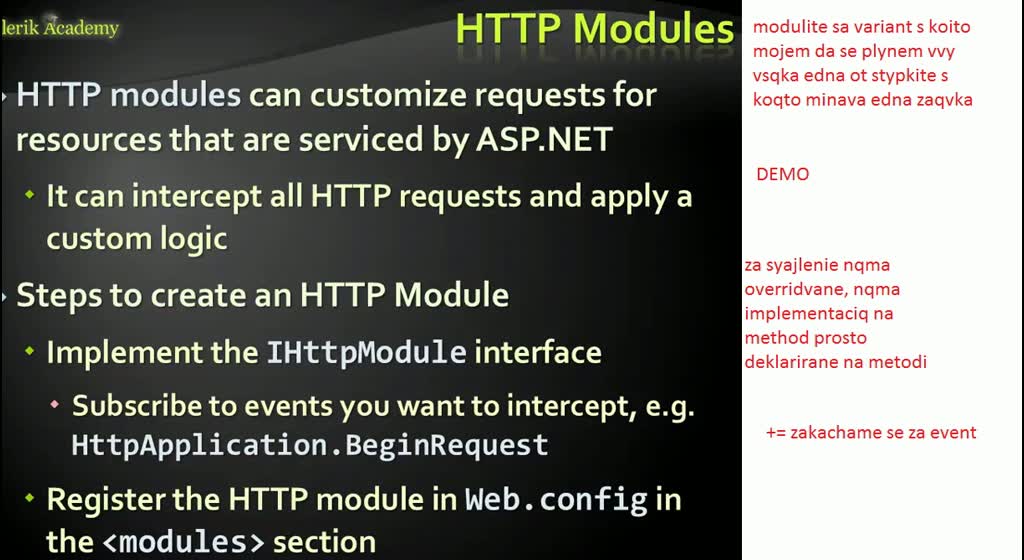 lerik Academy
HTTP Modules
HTTP modules can customize requests for
resources that are serviced by ASP.NET
It can intercept all HTTP requests and apply a
custom logic
Steps to create an HTTP Module
Implement the IHttpModule interface
Subscribe to events you want to intercept, e.g.
HttpApplication.BeginRequest
Register the HTTP module in Web.config in
the <modules> section
modulite sa variant s koito
mojem da se plynem vvy
vsqka edna ot stypkite s
koqto minava edna zaqvka
DEMO
za syajlenie nqma
overridvane, nqma
implementaciq na
method prosto
deklarirane na metodi
+= zakachame se za event